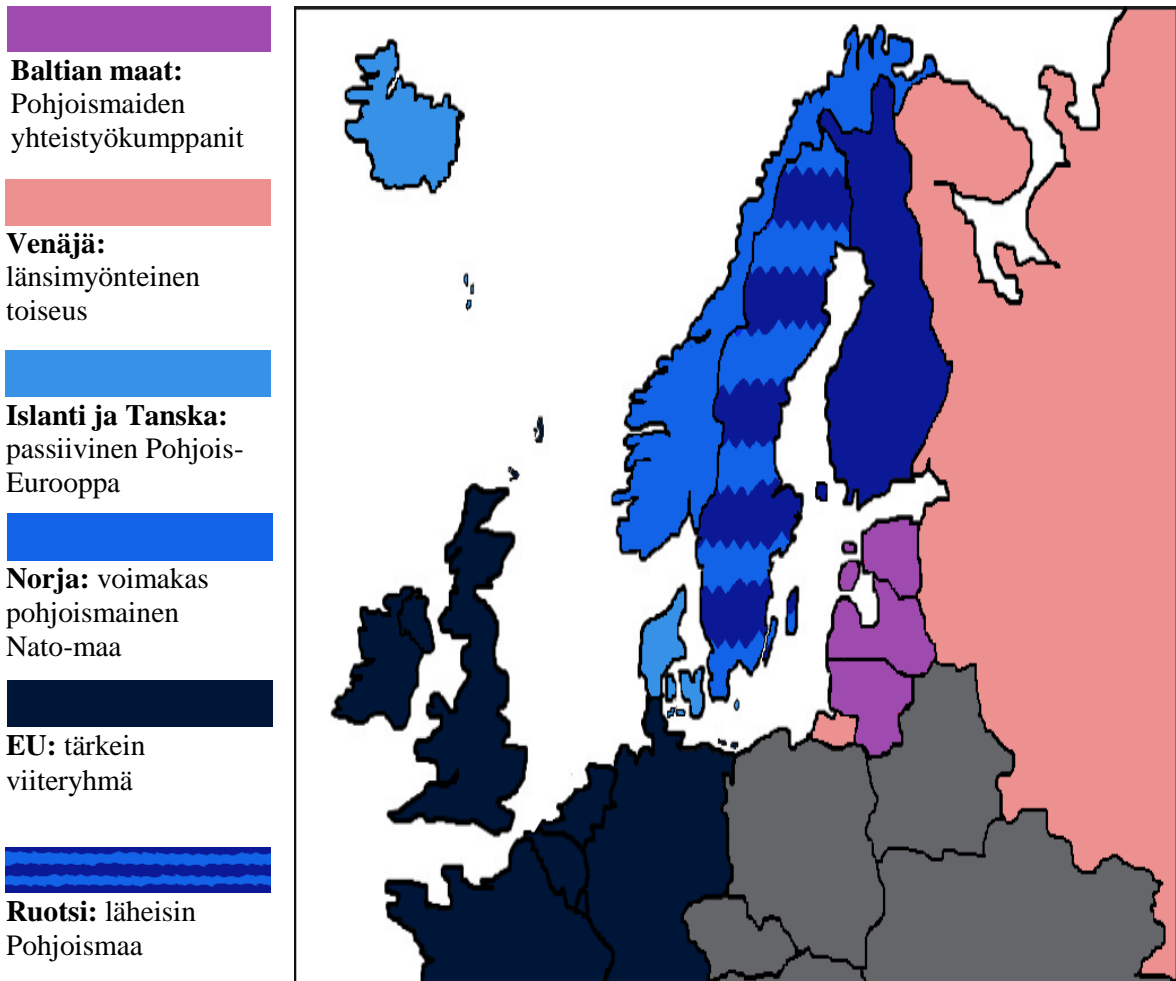 Baltian maat:
Pohjoismaiden
yhteistyökumppanit
Venäjä:
länsimyönteinen
toiseus
Islanti ja Tanska:
passiivinen Pohjois-
Eurooppa
Norja: voimakas
pohjoismainen
Nato-maa
EU: tärkein
viiteryhmä
Ruotsi: läheisin
Pohjoismaa